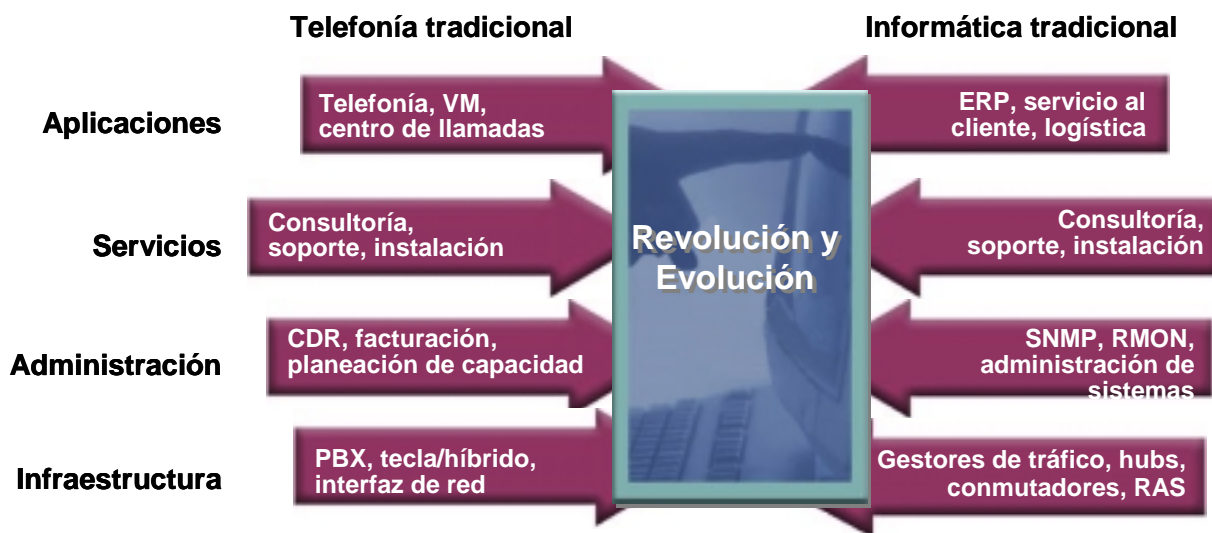 Telefonía tradicional
Informática tradicional
Aplicaciones
Telefonía, VM,
centro de llamadas
ERP, servicio al
cliente, logística
Servicios
Consultoría,
soporte, instalación
Revolución y
Evolución
Consultoría,
soporte, instalación
Administración
CDR, facturación,
planeación de capacidad
SNMP, RMON,
administración de
sistemas
Infraestructura
PBX, tecla/híbrido,
interfaz de red
Gestores de tráfico, hubs,
conmutadores, RAS